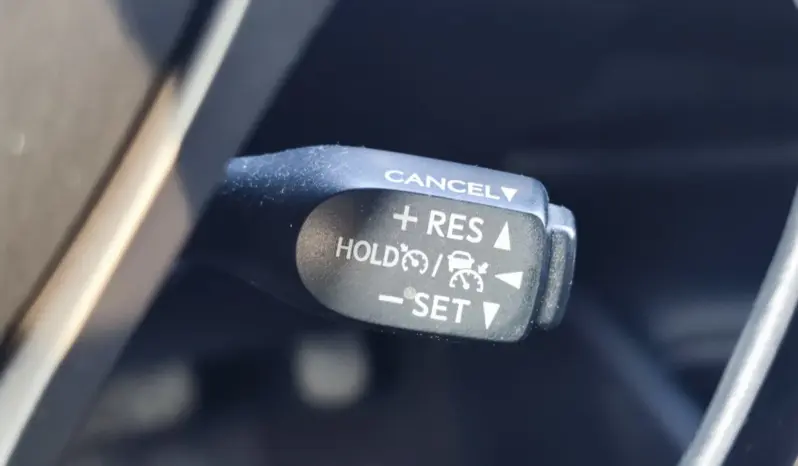 CANCEL▼
+ RES ▲
HOLD / ◀
− SET ▼